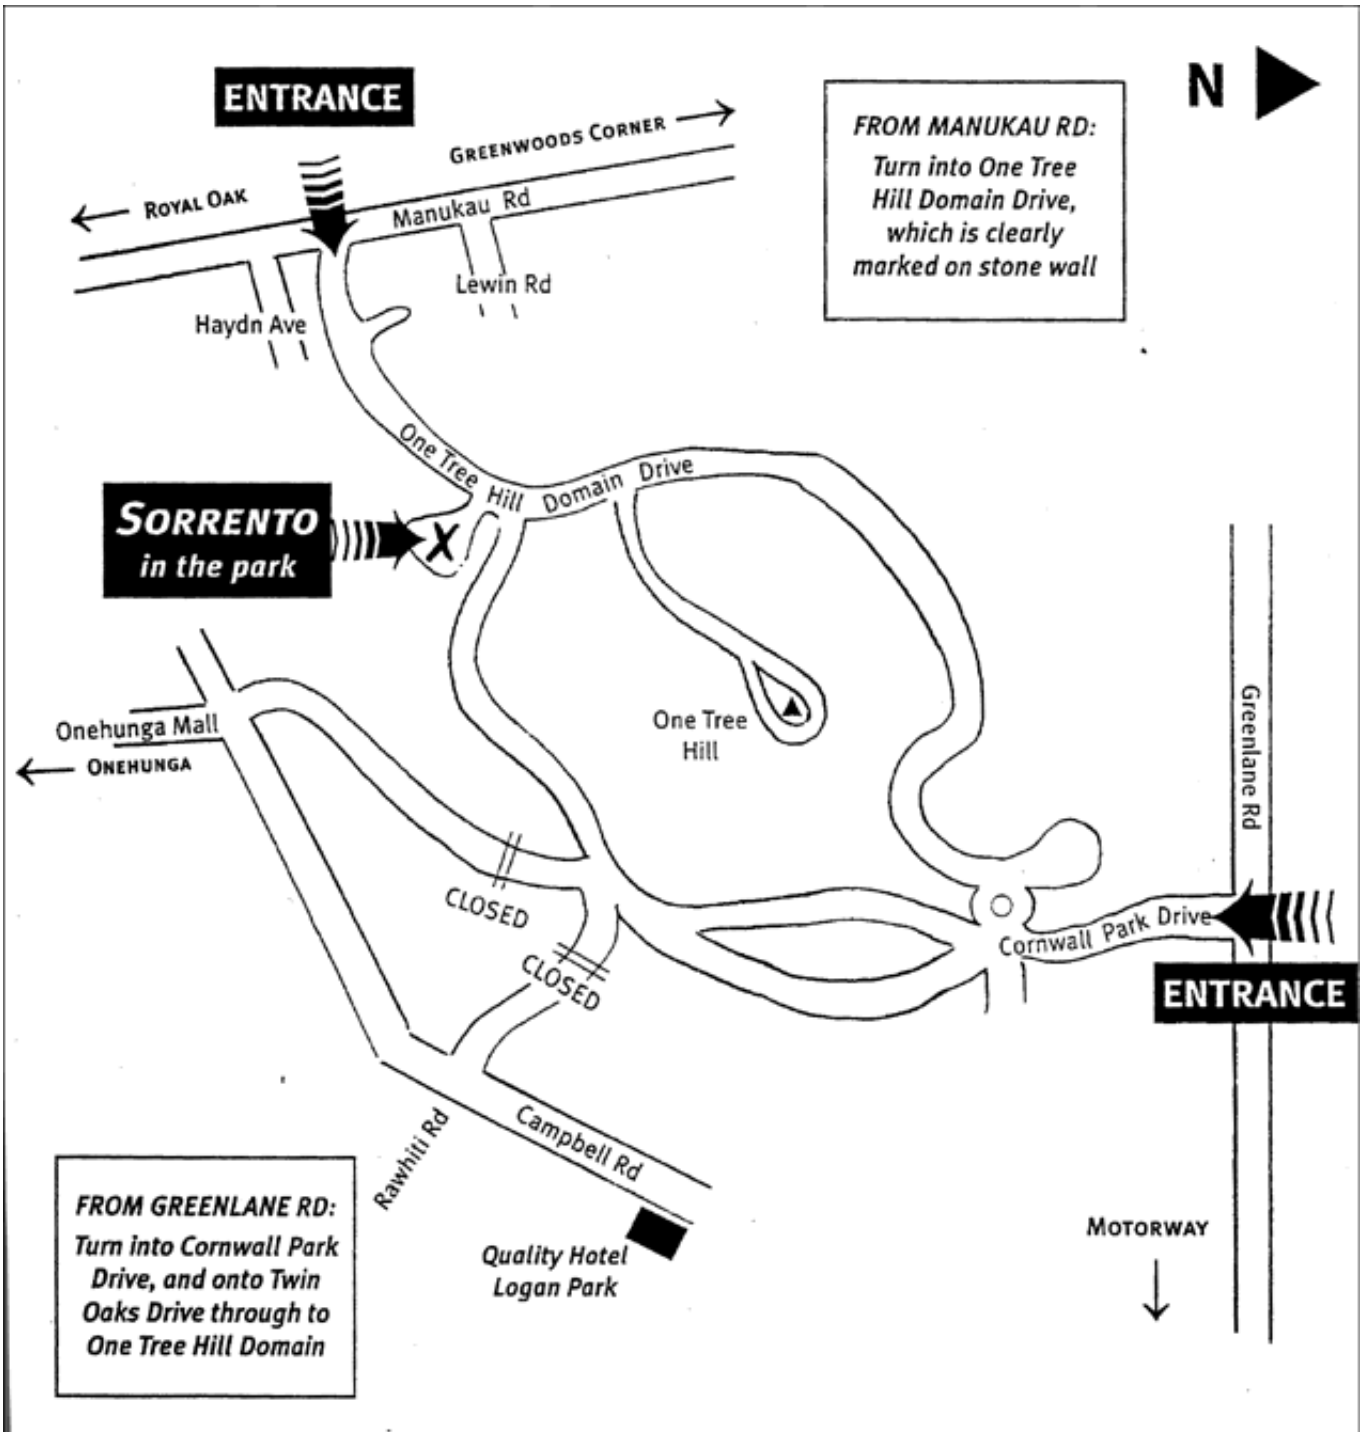 ENTRANCE
N
GREENWOODS CORNER
FROM MANUKAU RD:
Turn into One Tree
Hill Domain Drive,
which is clearly
marked on stone wall
ROYAL OAK
Manukau Rd
Lewin Rd
Haydn Ave
One Tree Hill Domain Drive
SORRENTO
in the park
X
One Tree
Hill
Greenlane Rd
Onehunga Mall
ONEHUNGA
CLOSED
CLOSED
Cornwall Park Drive
ENTRANCE
Rawhiti Rd
Campbell Rd
Quality Hotel
Logan Park
MOTORWAY
FROM GREENLANE RD:
Turn into Cornwall Park
Drive, and onto Twin
Oaks Drive through to
One Tree Hill Domain